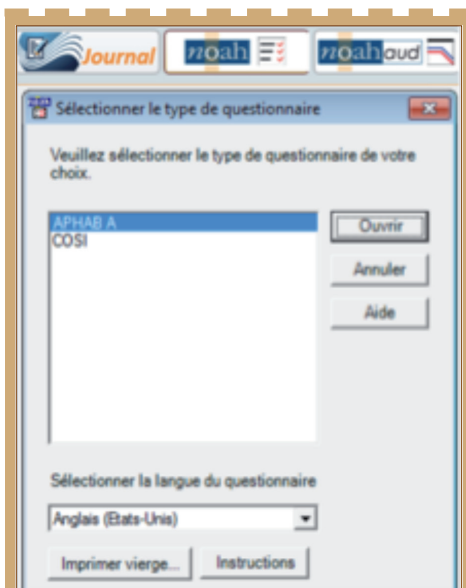 Journal noah noahaud
Sélectionner le type de questionnaire
Veuillez sélectionner le type de questionnaire de votre
choix.
APHAB A
COSI
Ouvrir
Annuler
Aide
Sélectionner la langue du questionnaire
Anglais (Etats-Unis)
Imprimer vierge... Instructions